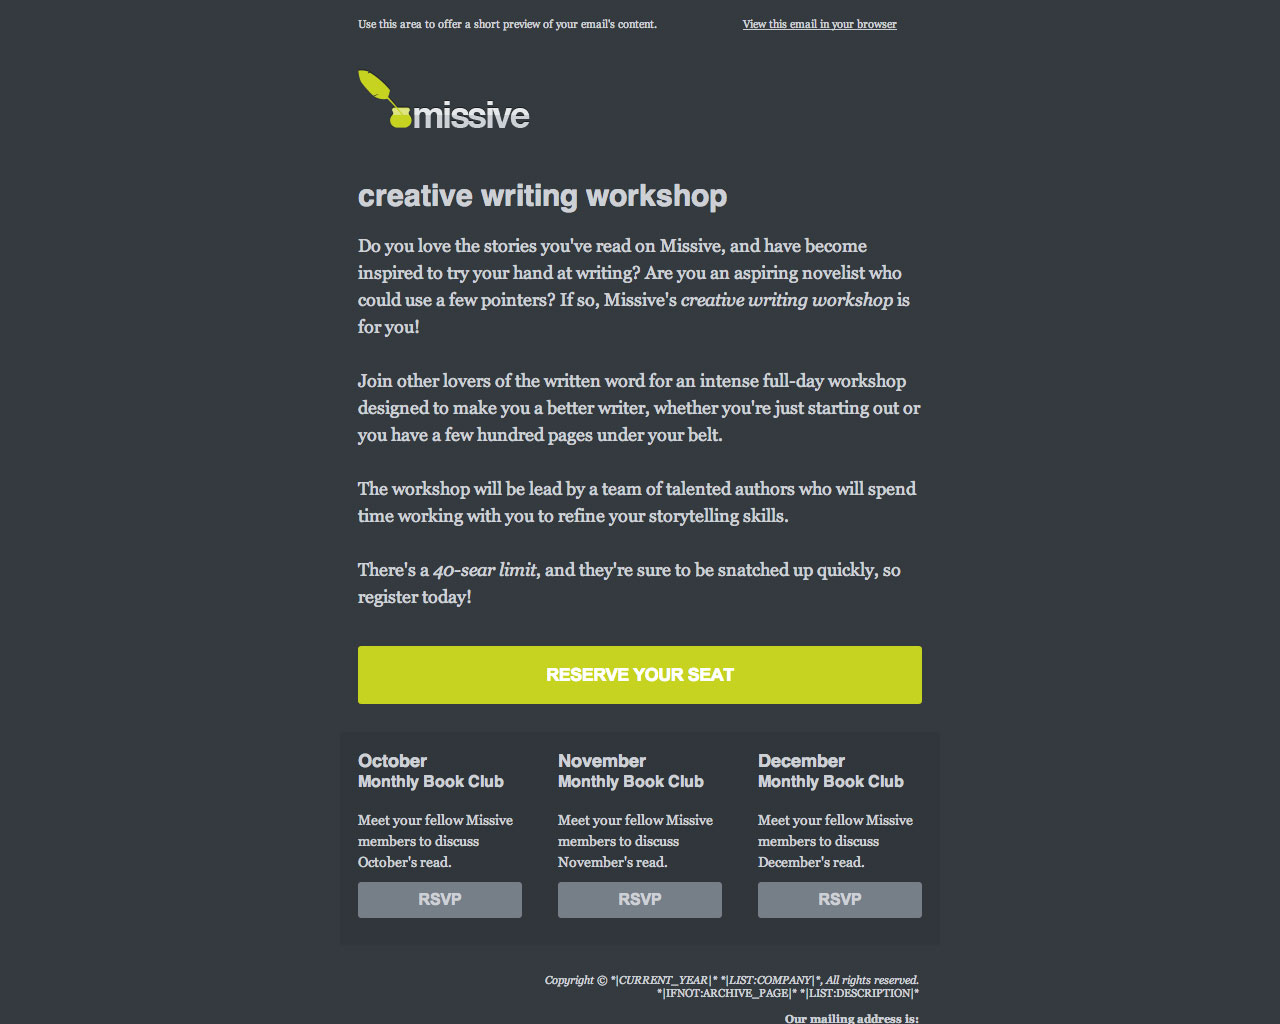 Use this area to offer a short preview of your email's content.
View this email in your browser
missive
creative writing workshop
Do you love the stories you've read on Missive, and have become
inspired to try your hand at writing? Are you an aspiring novelist who
could use a few pointers? If so, Missive's creative writing workshop is
for you!
Join other lovers of the written word for an intense full-day workshop
designed to make you a better writer, whether you're just starting out or
you have a few hundred pages under your belt.
The workshop will be lead by a team of talented authors who will spend
time working with you to refine your storytelling skills.
There's a 40-sear limit, and they're sure to be snatched up quickly, so
register today!
RESERVE YOUR SEAT
October
Monthly Book Club
Meet your fellow Missive
members to discuss
October's read.
RSVP
November
Monthly Book Club
Meet your fellow Missive
members to discuss
November's read.
RSVP
December
Monthly Book Club
Meet your fellow Missive
members to discuss
December's read.
RSVP
Copyright © *|CURRENT_YEAR|* *|LIST:COMPANY|*, All rights reserved.
*|IFNOT:ARCHIVE_PAGE|* *|LIST:DESCRIPTION|*
Our mailing address is: